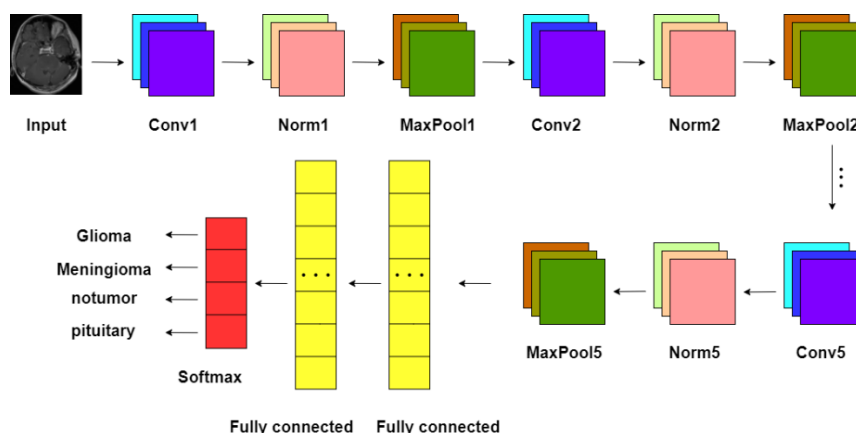 Input
Conv1
Norm1
MaxPool1
Conv2
Norm2
MaxPool2
Glioma
Meningioma
notumor
pituitary
Softmax
Fully connected
Fully connected
MaxPool5
Norm5
Conv5